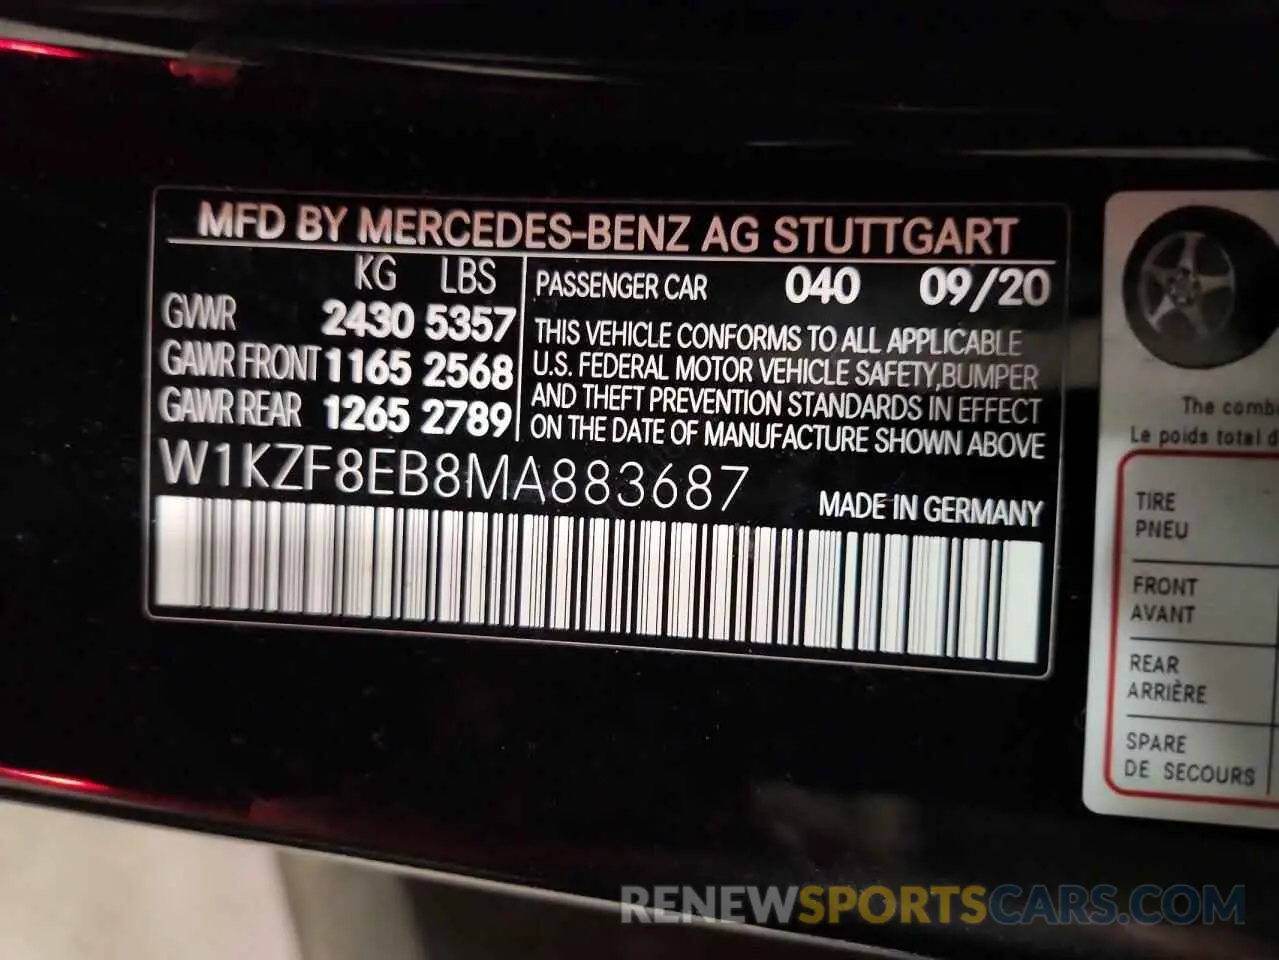 MFD BY MERCEDES-BENZ AG STUTTGART
KG LBS
GVWR 2430 5357
GAWR FRONT 1165 2568
GAWR REAR 1265 2789
PASSENGER CAR 040 09/20
THIS VEHICLE CONFORMS TO ALL APPLICABLE
U.S. FEDERAL MOTOR VEHICLE SAFETY, BUMPER
AND THEFT PREVENTION STANDARDS IN EFFECT
ON THE DATE OF MANUFACTURE SHOWN ABOVE
W1KZF8EB8MA883687
MADE IN GERMANY
The comb
Le poids total d
TIRE
PNEU
FRONT
AVANT
REAR
ARRIÈRE
SPARE
DE SECOURS
RENEWSPORTSCARS.COM